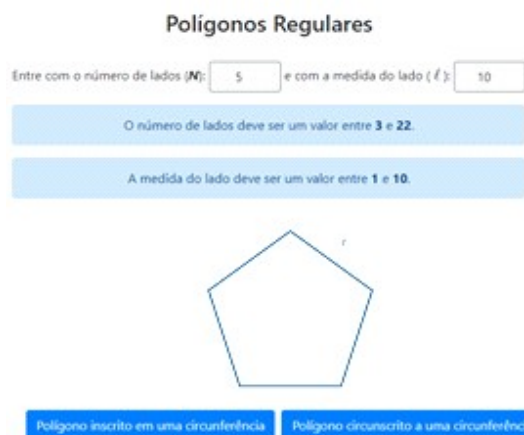 Polígonos Regulares
Entre com o número de lados (N): 5 e com a medida do lado ( ℓ ): 10
O número de lados deve ser um valor entre 3 e 22.
A medida do lado deve ser um valor entre 1 e 10.
ℓ
Polígono inscrito em uma circunferência Polígono circunscrito a uma circunferênc